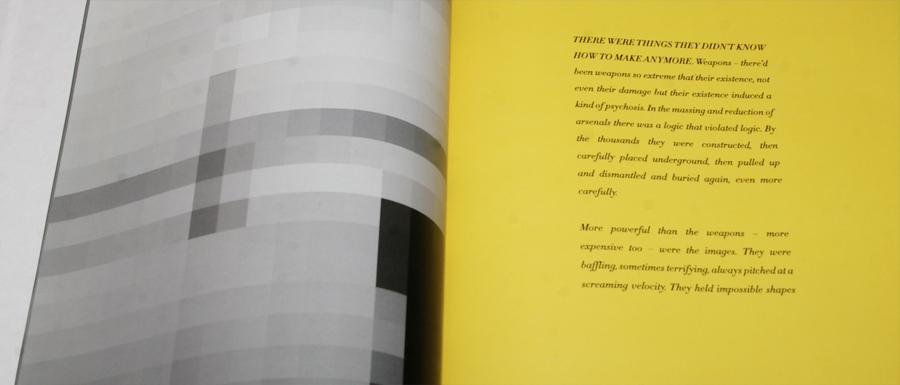 THERE WERE THINGS THEY DIDN'T KNOW
HOW TO MAKE ANYMORE. Weapons – there'd
been weapons so extreme that their existence, not
even their damage but their existence induced a
kind of psychosis. In the massing and reduction of
arsenals there was a logic that violated logic. By
the thousands they were constructed, then
carefully placed underground, then pulled up
and dismantled and buried again, even more
carefully.
More powerful than the weapons – more
expensive too – were the images. They were
baffling, sometimes terrifying, always pitched at a
screaming velocity. They held impossible shapes